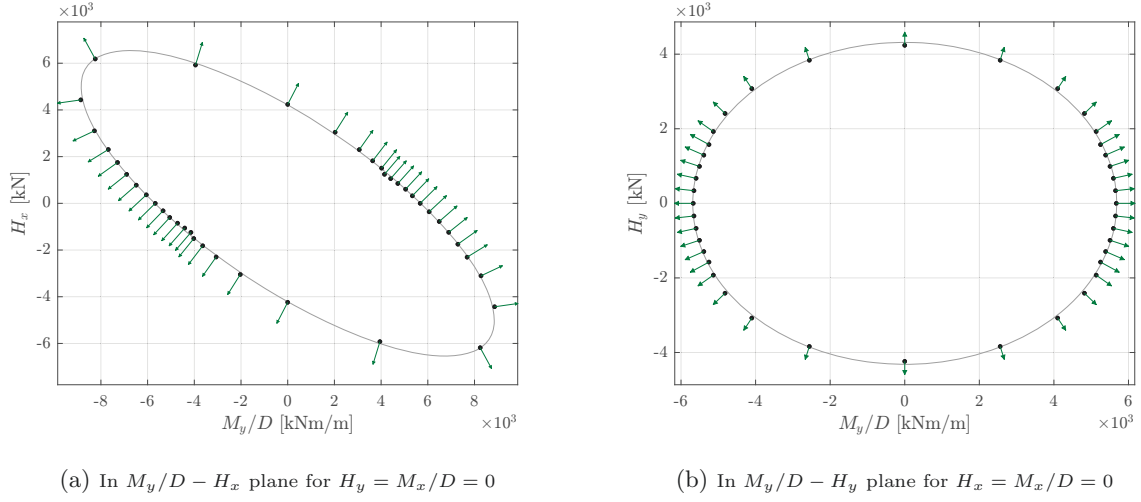 ×10³
6
4
2
0
-2
-4
-6
H_x [kN]
-8 -6 -4 -2 0 2 4 6 8
M_y/D [kNm/m]
×10³
(a) In M_y/D − H_x plane for H_y = M_x/D = 0
×10³
4
2
0
-2
-4
H_y [kN]
-6 -4 -2 0 2 4 6
M_y/D [kNm/m]
×10³
(b) In M_y/D − H_y plane for H_x = M_x/D = 0